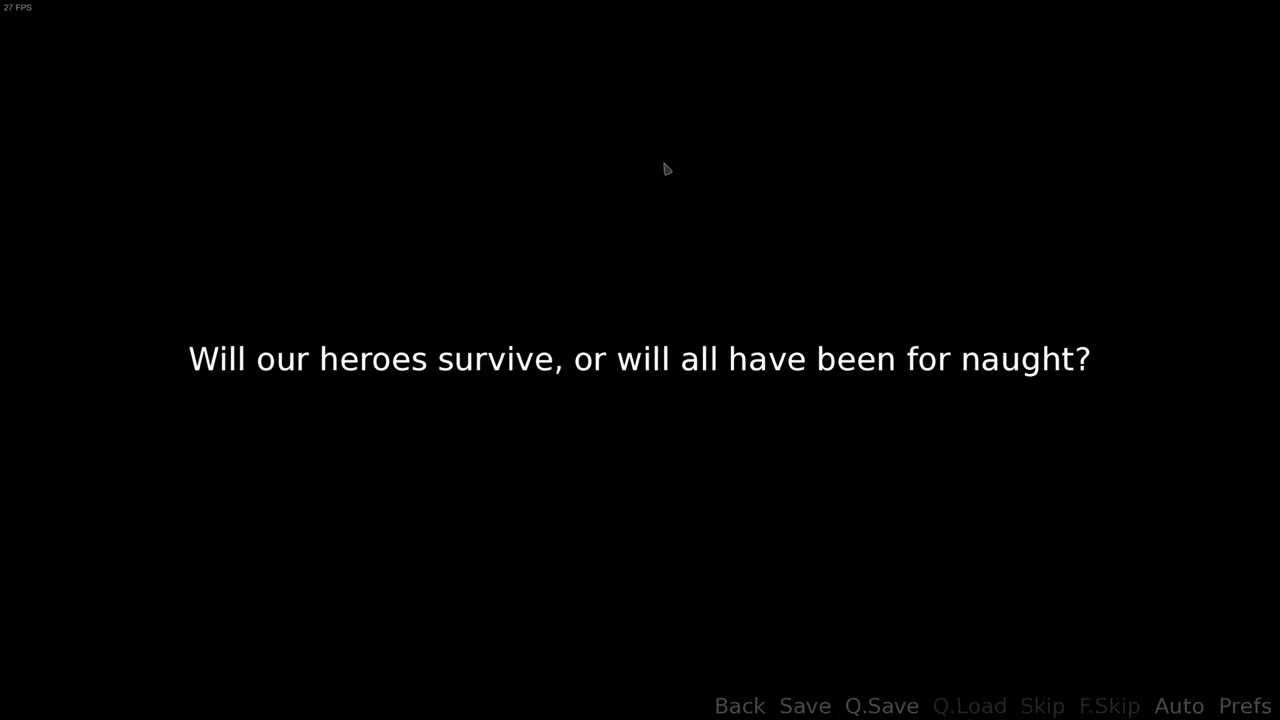 27 FPS
Will our heroes survive, or will all have been for naught?
Back Save Q.Save Q.Load Skip F.Skip Auto Prefs